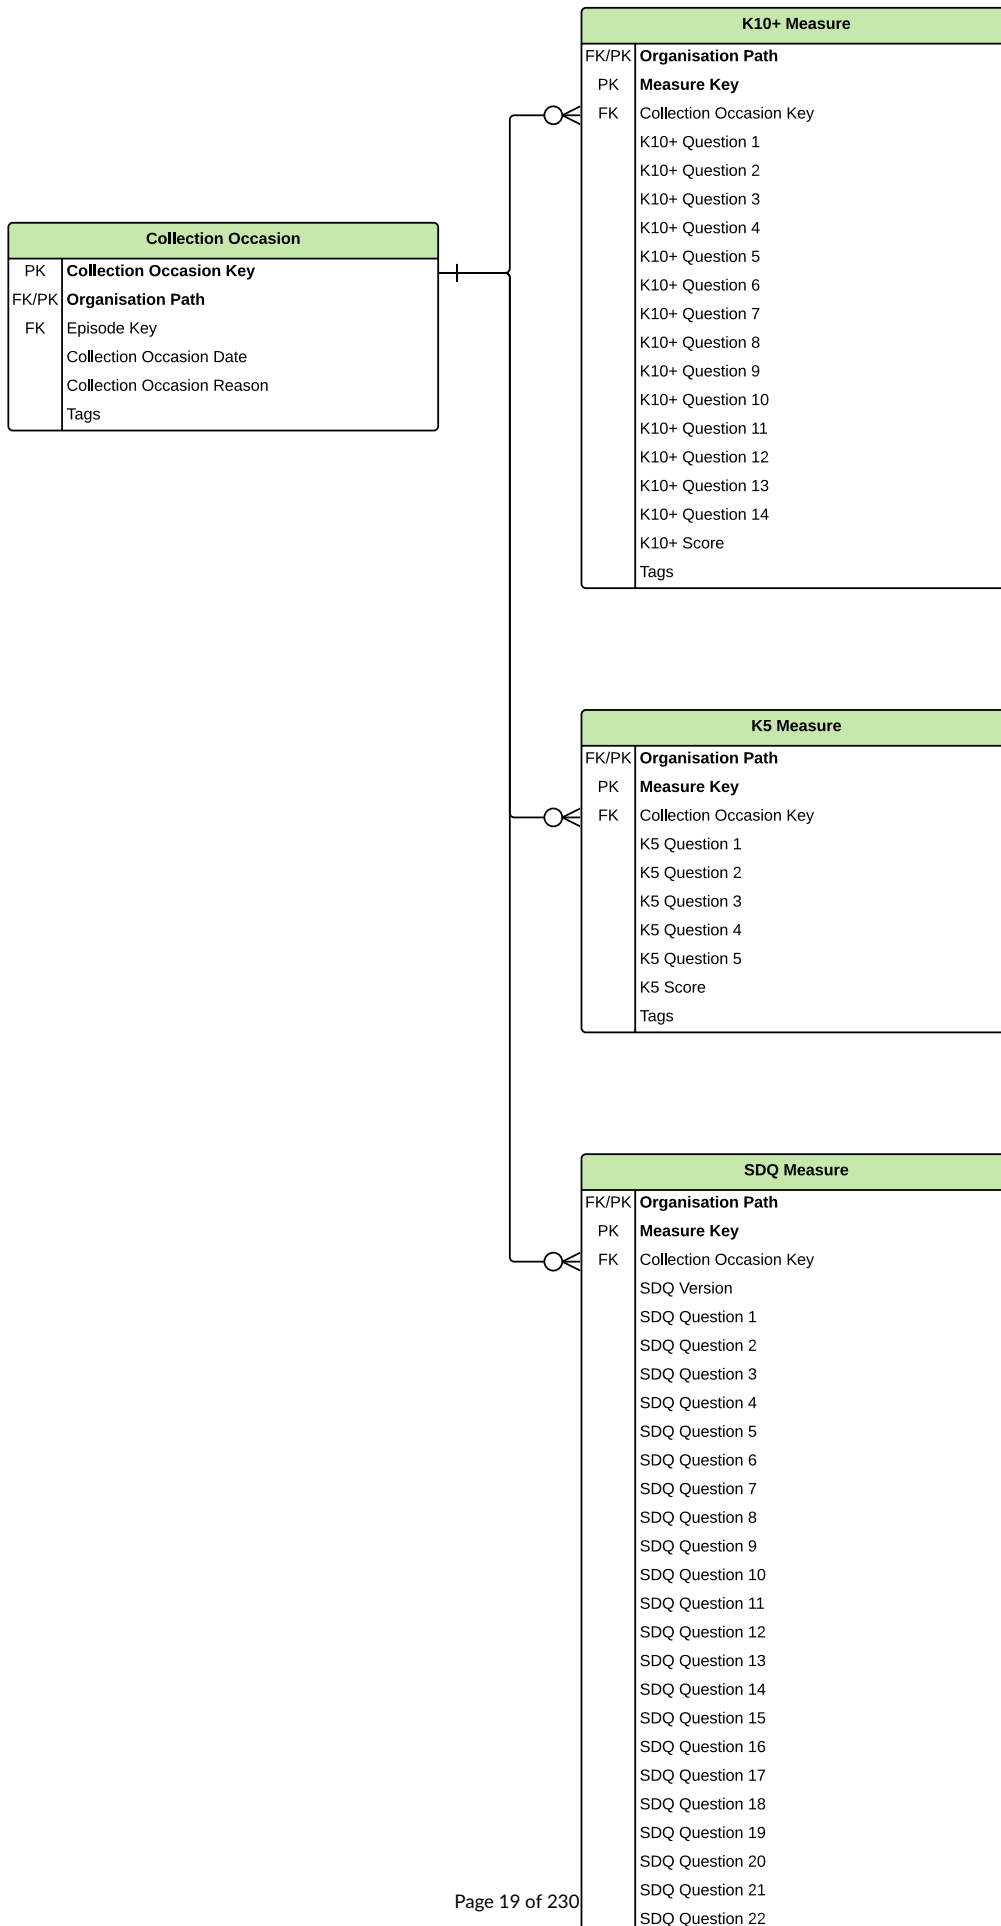 Collection Occasion
PK Collection Occasion Key
FK/PK Organisation Path
FK Episode Key
Collection Occasion Date
Collection Occasion Reason
Tags
K10+ Measure
FK/PK Organisation Path
PK Measure Key
FK Collection Occasion Key
K10+ Question 1
K10+ Question 2
K10+ Question 3
K10+ Question 4
K10+ Question 5
K10+ Question 6
K10+ Question 7
K10+ Question 8
K10+ Question 9
K10+ Question 10
K10+ Question 11
K10+ Question 12
K10+ Question 13
K10+ Question 14
K10+ Score
Tags
K5 Measure
FK/PK Organisation Path
PK Measure Key
FK Collection Occasion Key
K5 Question 1
K5 Question 2
K5 Question 3
K5 Question 4
K5 Question 5
K5 Score
Tags
SDQ Measure
FK/PK Organisation Path
PK Measure Key
FK Collection Occasion Key
SDQ Version
SDQ Question 1
SDQ Question 2
SDQ Question 3
SDQ Question 4
SDQ Question 5
SDQ Question 6
SDQ Question 7
SDQ Question 8
SDQ Question 9
SDQ Question 10
SDQ Question 11
SDQ Question 12
SDQ Question 13
SDQ Question 14
SDQ Question 15
SDQ Question 16
SDQ Question 17
SDQ Question 18
SDQ Question 19
SDQ Question 20
SDQ Question 21
SDQ Question 22
Page 19 of 230